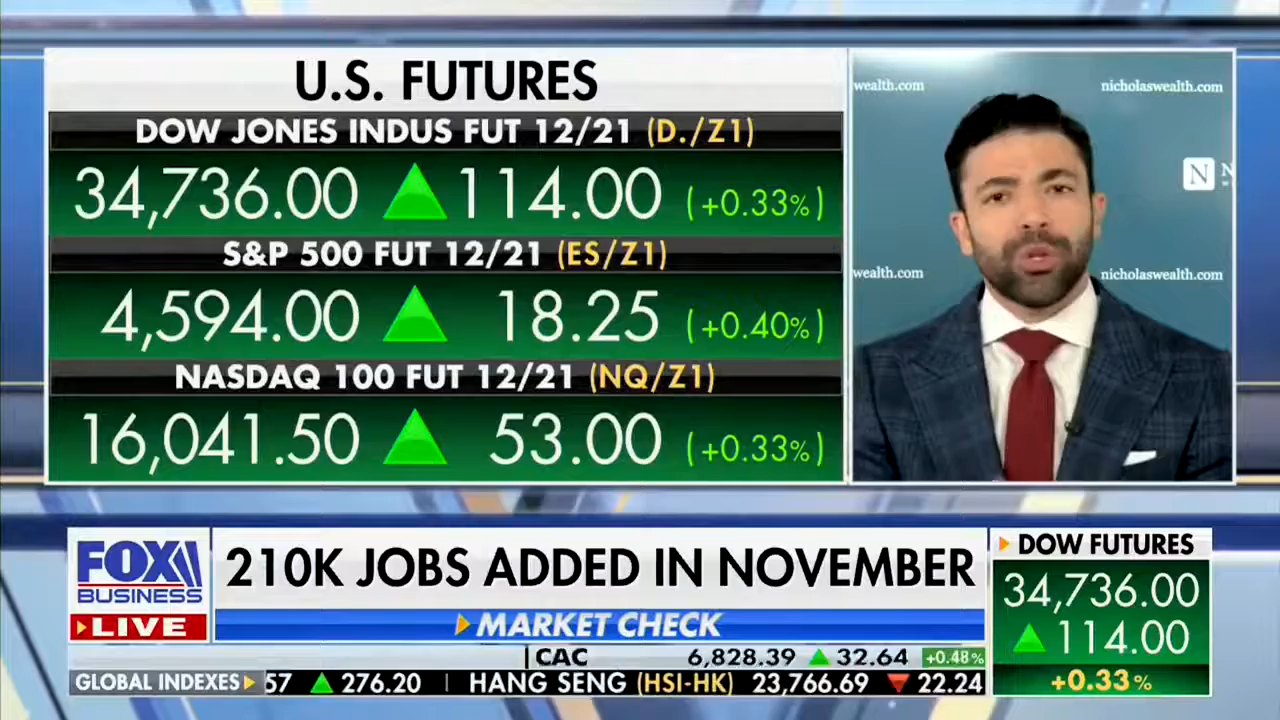 U.S. FUTURES
DOW JONES INDUS FUT 12/21 (D./Z1)
34,736.00 ▲ 114.00 (+0.33%)
S&P 500 FUT 12/21 (ES/Z1)
4,594.00 ▲ 18.25 (+0.40%)
NASDAQ 100 FUT 12/21 (NQ/Z1)
16,041.50 ▲ 53.00 (+0.33%)
wealth.com
nicholaswealth.com
N
wealth.com
nicholaswealth.com
FOX
BUSINESS
LIVE
210K JOBS ADDED IN NOVEMBER
MARKET CHECK
DOW FUTURES
34,736.00
▲ 114.00
+0.33%
CAC 6,828.39 ▲ 32.64 +0.48%
GLOBAL INDEXES 57 ▲ 276.20 | HANG SENG (HSI-HK) 23,766.69 ▼ 22.24